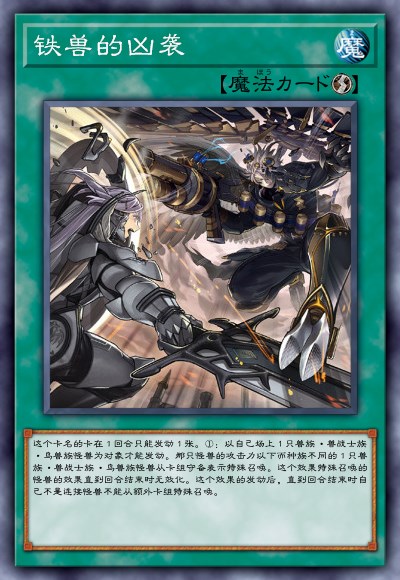 铁兽的凶袭
魔
まほう
【魔法カード】
这个卡名的卡在1回合只能发动1张。①:以自己场上1只兽族・兽战士族
・鸟兽族怪兽为对象才能发动。那只怪兽的攻击力以下而种族不同的1只兽
族・兽战士族・鸟兽族怪兽从卡组守备表示特殊召唤。这个效果特殊召唤的
怪兽的效果直到回合结束时无效化。这个效果的发动后,直到回合结束时自
己不是连接怪兽不能从额外卡组特殊召唤。